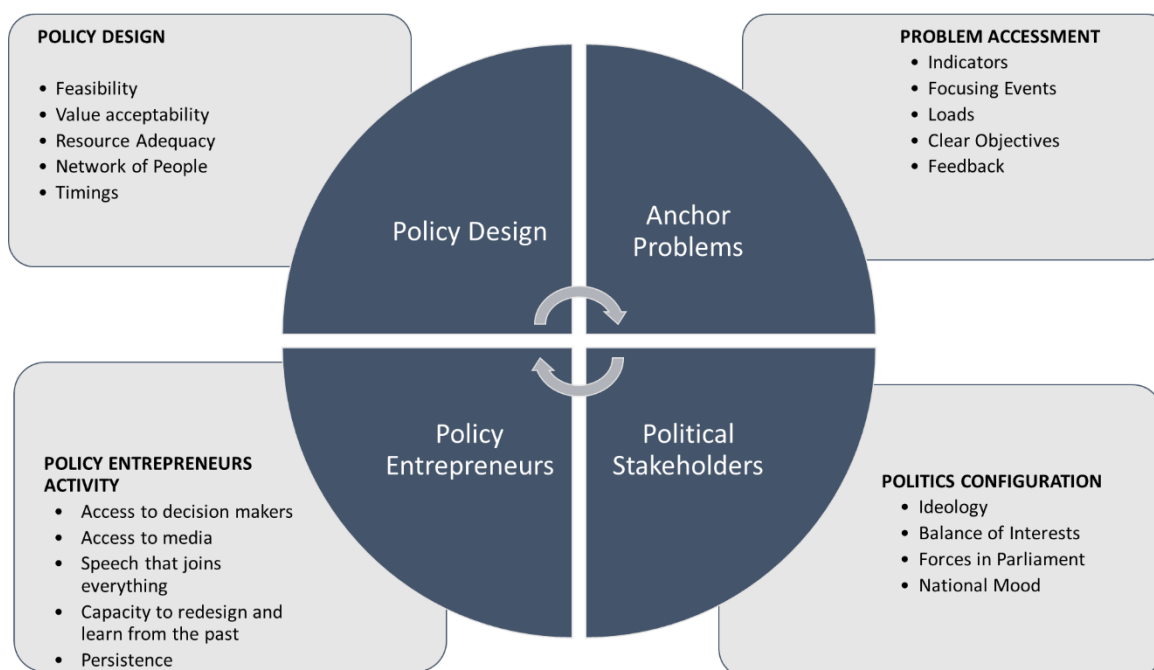 POLICY DESIGN
• Feasibility
• Value acceptability
• Resource Adequacy
• Network of People
• Timings
PROBLEM ACCESSMENT
• Indicators
• Focusing Events
• Loads
• Clear Objectives
• Feedback
Policy Design
Anchor
Problems
Policy
Entrepreneurs
Political
Stakeholders
POLICY ENTREPRENEURS
ACTIVITY
• Access to decision makers
• Access to media
• Speech that joins
everything
• Capacity to redesign and
learn from the past
• Persistence
POLITICS CONFIGURATION
• Ideology
• Balance of Interests
• Forces in Parliament
• National Mood